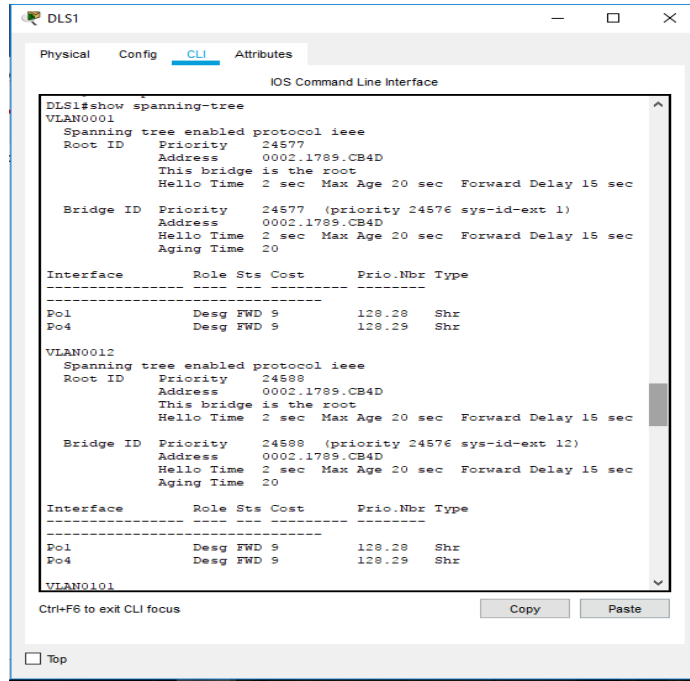 DLS1
Physical Config CLI Attributes
IOS Command Line Interface
DLS1#show spanning-tree
VLAN0001
Spanning tree enabled protocol ieee
Root ID Priority 24577
Address 0002.1789.CB4D
This bridge is the root
Hello Time 2 sec Max Age 20 sec Forward Delay 15 sec
Bridge ID Priority 24577 (priority 24576 sys-id-ext 1)
Address 0002.1789.CB4D
Hello Time 2 sec Max Age 20 sec Forward Delay 15 sec
Aging Time 20
Interface Role Sts Cost Prio.Nbr Type
---------------- ---- --- --------- --------
--------------------------------
Po1 Desg FWD 9 128.28 Shr
Po4 Desg FWD 9 128.29 Shr
VLAN0012
Spanning tree enabled protocol ieee
Root ID Priority 24588
Address 0002.1789.CB4D
This bridge is the root
Hello Time 2 sec Max Age 20 sec Forward Delay 15 sec
Bridge ID Priority 24588 (priority 24576 sys-id-ext 12)
Address 0002.1789.CB4D
Hello Time 2 sec Max Age 20 sec Forward Delay 15 sec
Aging Time 20
Interface Role Sts Cost Prio.Nbr Type
---------------- ---- --- --------- --------
--------------------------------
Po1 Desg FWD 9 128.28 Shr
Po4 Desg FWD 9 128.29 Shr
VLAN0101
Ctrl+F6 to exit CLI focus Copy Paste
Top